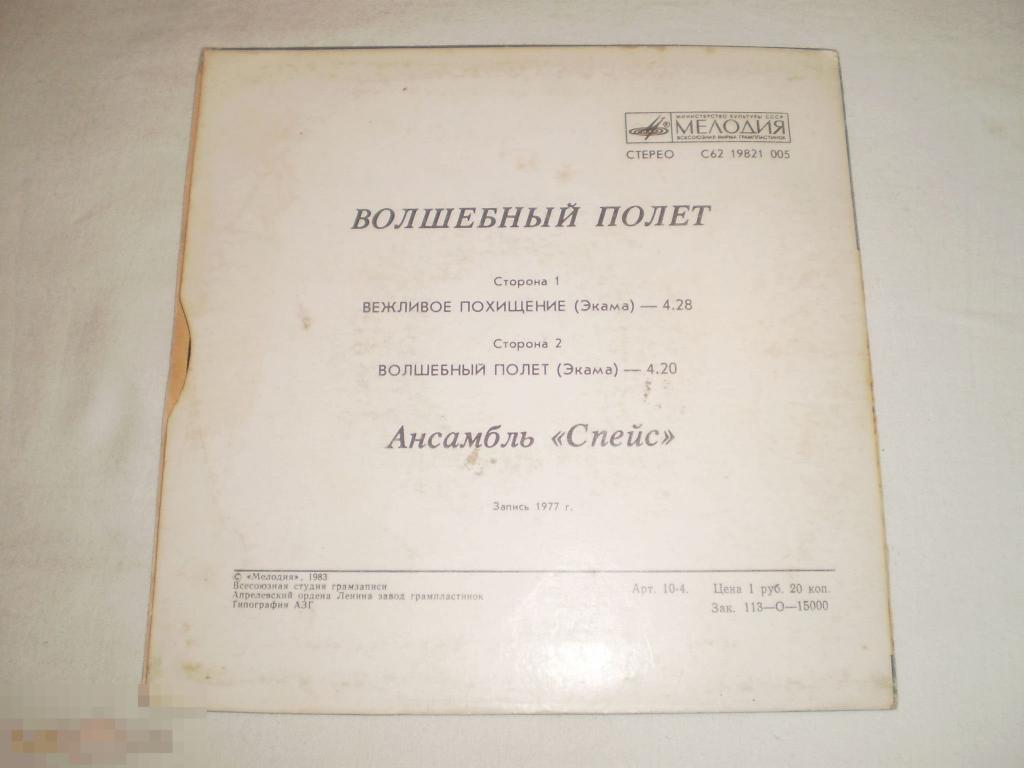 МИНИСТЕРСТВО КУЛЬТУРЫ СССР
МЕЛОДИЯ
ВСЕСОЮЗНАЯ ФИРМА ГРАМПЛАСТИНОК
СТЕРЕО С62 19821 005
ВОЛШЕБНЫЙ ПОЛЕТ
Сторона 1
ВЕЖЛИВОЕ ПОХИЩЕНИЕ (Экама) — 4.28
Сторона 2
ВОЛШЕБНЫЙ ПОЛЕТ (Экама) — 4.20
Ансамбль «Спейс»
Запись 1977 г.
© «Мелодия», 1983
Всесоюзная студия грамзаписи
Апрелевский ордена Ленина завод грампластинок
Типография АЗГ
Арт. 10-4. Цена 1 руб. 20 коп.
Зак. 113—О—15000